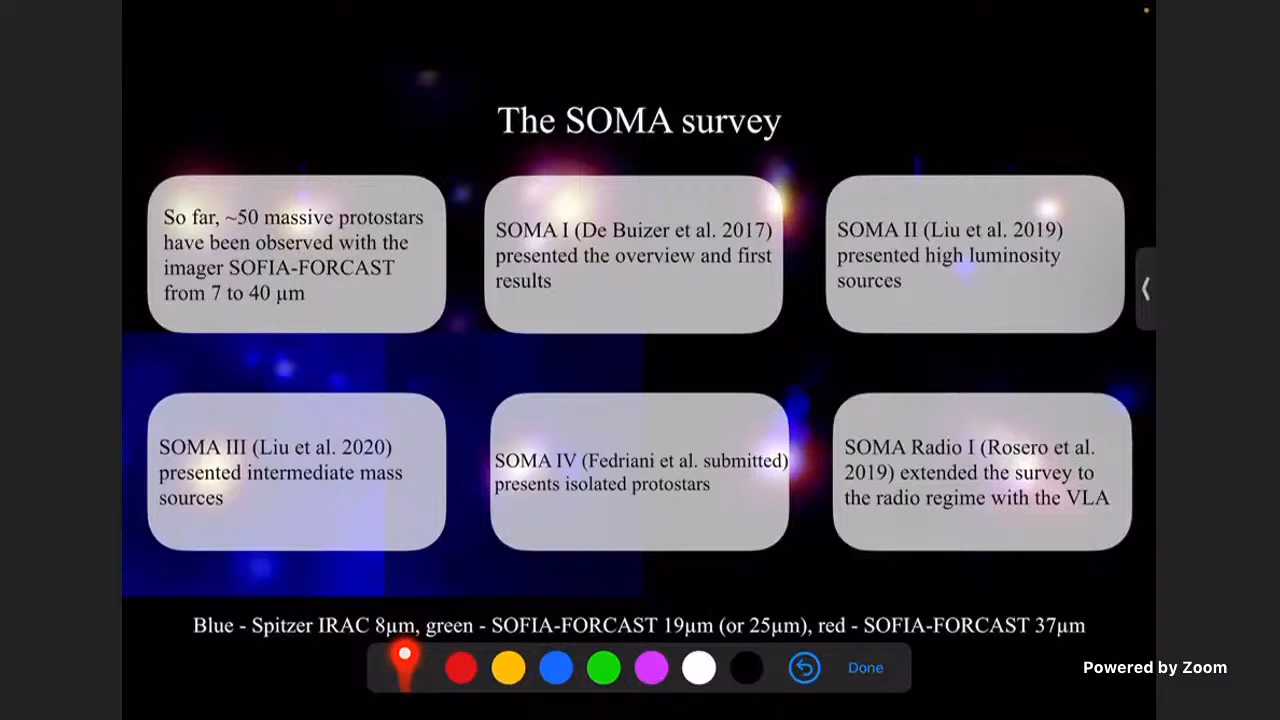 The SOMA survey
So far, ~50 massive protostars
have been observed with the
imager SOFIA-FORCAST
from 7 to 40 µm
SOMA I (De Buizer et al. 2017)
presented the overview and first
results
SOMA II (Liu et al. 2019)
presented high luminosity
sources
SOMA III (Liu et al. 2020)
presented intermediate mass
sources
SOMA IV (Fedriani et al. submitted)
presents isolated protostars
SOMA Radio I (Rosero et al.
2019) extended the survey to
the radio regime with the VLA
Blue - Spitzer IRAC 8µm, green - SOFIA-FORCAST 19µm (or 25µm), red - SOFIA-FORCAST 37µm
Done
Powered by Zoom